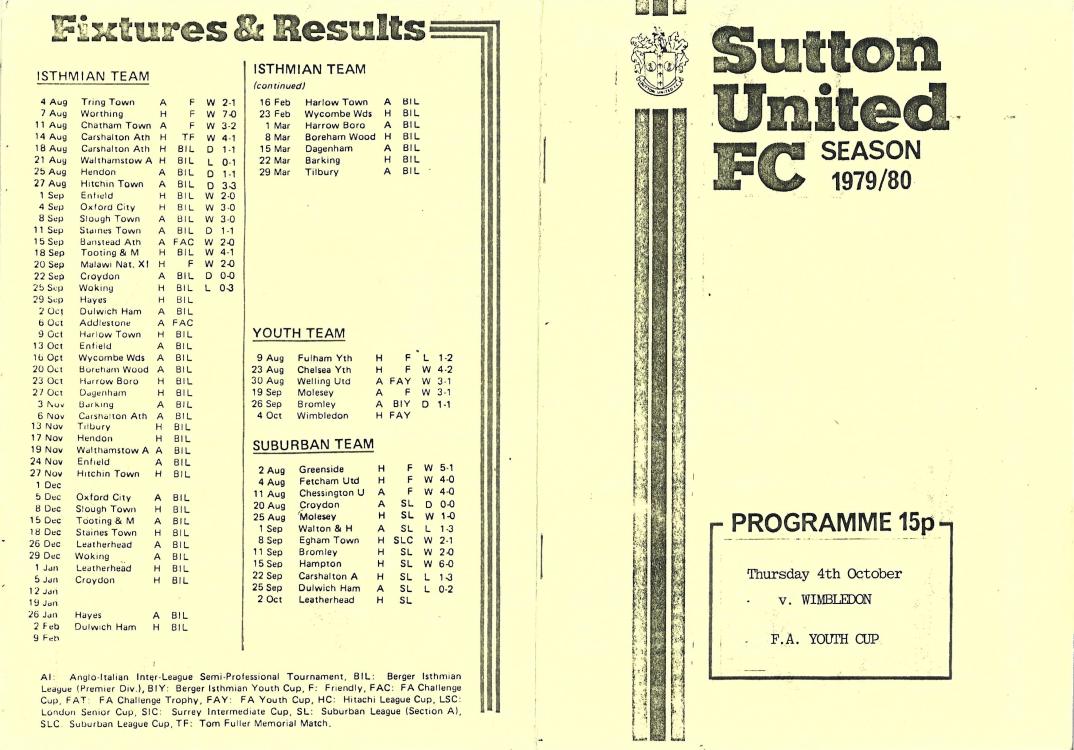 Fixtures & Results
ISTHMIAN TEAM
4 Aug Tring Town A F W 2-1
7 Aug Worthing H F W 7-0
11 Aug Chatham Town A F W 3-2
14 Aug Carshalton Ath H TF W 4-1
18 Aug Carshalton Ath H BIL D 1-1
21 Aug Walthamstow A H BIL L 0-1
25 Aug Hendon A BIL D 1-1
27 Aug Hitchin Town A BIL D 3-3
1 Sep Enfield H BIL W 2-0
4 Sep Oxford City H BIL W 3-0
8 Sep Slough Town A BIL W 3-0
11 Sep Staines Town A BIL D 1-1
15 Sep Banstead Ath A FAC W 2-0
18 Sep Tooting & M H BIL W 4-1
20 Sep Malawi Nat. XI H F W 2-0
22 Sep Croydon A BIL D 0-0
25 Sep Woking H BIL L 0-3
29 Sep Hayes H BIL
2 Oct Dulwich Ham A BIL
6 Oct Addlestone A FAC
9 Oct Harlow Town H BIL
13 Oct Enfield A BIL
16 Oct Wycombe Wds A BIL
20 Oct Boreham Wood A BIL
23 Oct Harrow Boro H BIL
27 Oct Dagenham H BIL
3 Nov Barking A BIL
6 Nov Carshalton Ath A BIL
13 Nov Tilbury H BIL
17 Nov Hendon H BIL
19 Nov Walthamstow A A BIL
24 Nov Enfield A BIL
27 Nov Hitchin Town H BIL
1 Dec
5 Dec Oxford City A BIL
8 Dec Slough Town H BIL
15 Dec Tooting & M A BIL
18 Dec Staines Town H BIL
26 Dec Leatherhead A BIL
29 Dec Woking A BIL
1 Jan Leatherhead H BIL
5 Jan Croydon H BIL
12 Jan
19 Jan
26 Jan Hayes A BIL
2 Feb Dulwich Ham H BIL
9 Feb
ISTHMIAN TEAM
(continued)
16 Feb Harlow Town A BIL
23 Feb Wycombe Wds H BIL
1 Mar Harrow Boro A BIL
8 Mar Boreham Wood H BIL
15 Mar Dagenham A BIL
22 Mar Barking H BIL
29 Mar Tilbury A BIL
YOUTH TEAM
9 Aug Fulham Yth H F L 1-2
23 Aug Chelsea Yth H F W 4-2
30 Aug Welling Utd A FAY W 3-1
19 Sep Molesey A F W 3-1
26 Sep Bromley A BIY D 1-1
4 Oct Wimbledon H FAY
SUBURBAN TEAM
2 Aug Greenside H F W 5-1
4 Aug Fetcham Utd H F W 4-0
11 Aug Chessington U A F W 4-0
20 Aug Croydon A SL D 0-0
25 Aug Molesey H SL W 1-0
1 Sep Walton & H A SL L 1-3
8 Sep Egham Town H SLC W 2-1
11 Sep Bromley H SL W 2-0
15 Sep Hampton H SL W 6-0
22 Sep Carshalton A H SL L 1-3
25 Sep Dulwich Ham A SL L 0-2
2 Oct Leatherhead H SL
AI: Anglo-Italian Inter-League Semi-Professional Tournament, BIL: Berger Isthmian
League (Premier Div.), BIY: Berger Isthmian Youth Cup, F: Friendly, FAC: FA Challenge
Cup, FAT: FA Challenge Trophy, FAY: FA Youth Cup, HC: Hitachi League Cup, LSC:
London Senior Cup, SIC: Surrey Intermediate Cup, SL: Suburban League (Section A),
SLC Suburban League Cup, TF: Tom Fuller Memorial Match.
Sutton
United
FC SEASON
1979/80
PROGRAMME 15p
Thursday 4th October
v. WIMBLEDON
F.A. YOUTH CUP